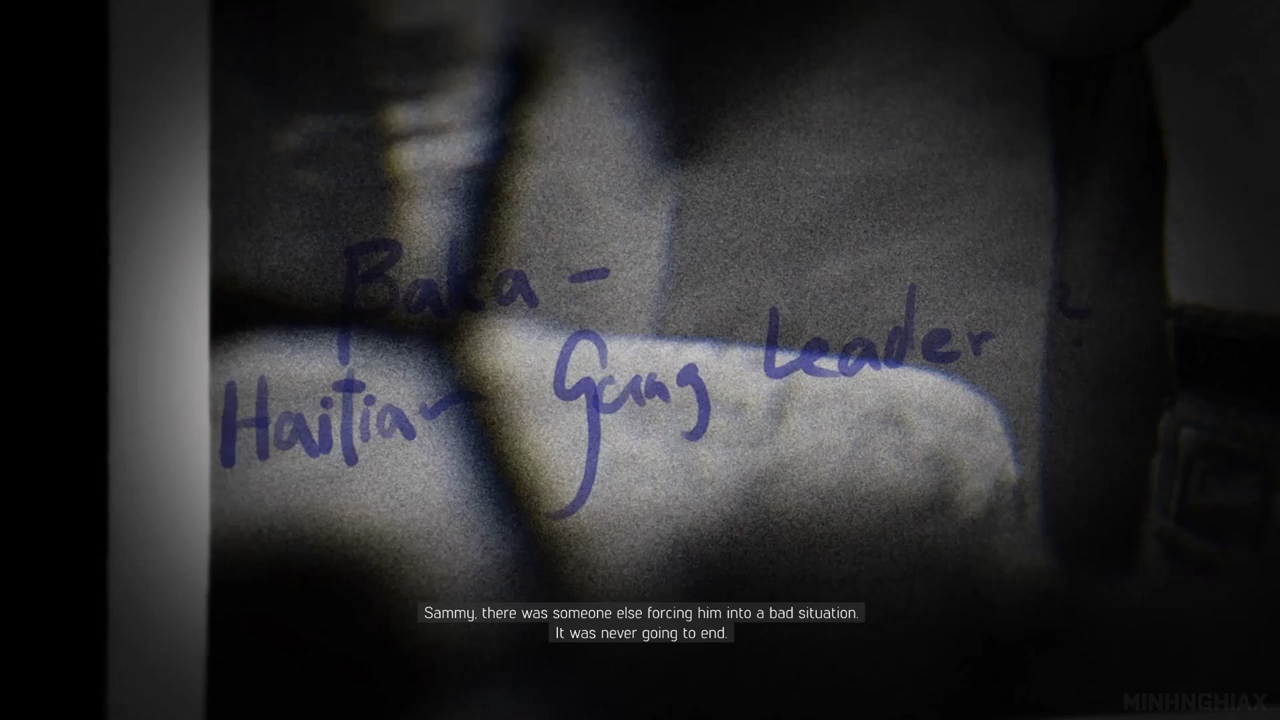 Baka -
Haitian Gang Leader ?
Sammy, there was someone else forcing him into a bad situation.
It was never going to end.
MINHNGHIAX